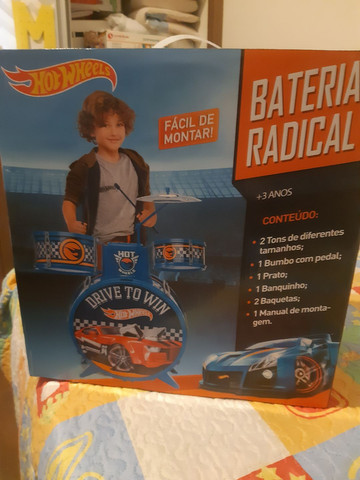 HOT WHEELS
BATERIA
RADICAL
FÁCIL DE
MONTAR!
+3 ANOS
CONTEÚDO:
• 2 Tons de diferentes
tamanhos;
• 1 Bumbo com pedal;
• 1 Prato;
• 1 Banquinho;
• 2 Baquetas;
• 1 Manual de monta-
gem.
HOT
DRIVE TO WIN
HOT WHEELS